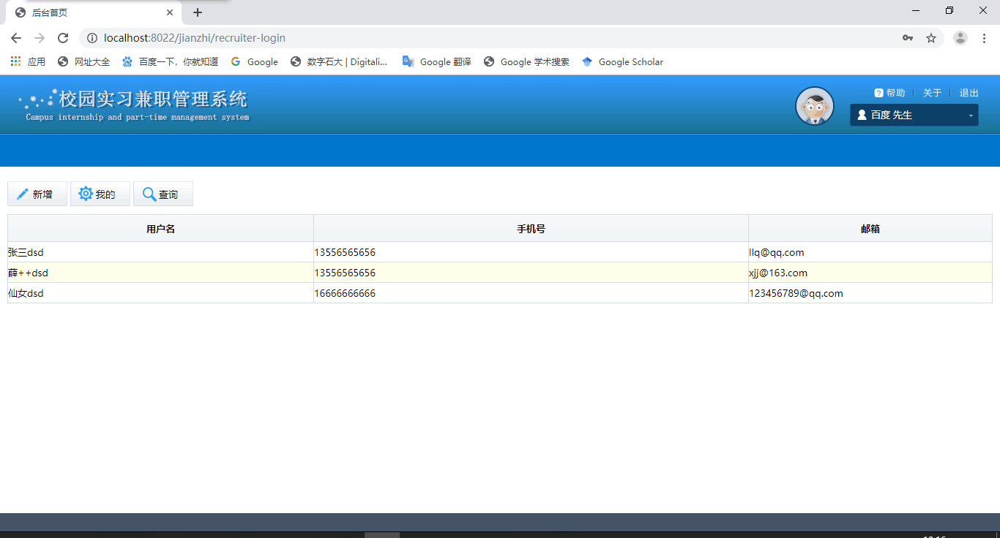 后台首页
localhost:8022/jianzhi/recruiter-login
应用 网址大全 百度一下，你就知道 Google 数字石大 | Digitali... Google 翻译 Google 学术搜索 Google Scholar
校园实习兼职管理系统
Campus internship and part-time management system
帮助 关于 退出
百度 先生
新增 我的 查询
用户名 手机号 邮箱
张三dsd 13556565656 llq@qq.com
薛++dsd 13556565656 xjj@163.com
仙女dsd 16666666666 123456789@qq.com